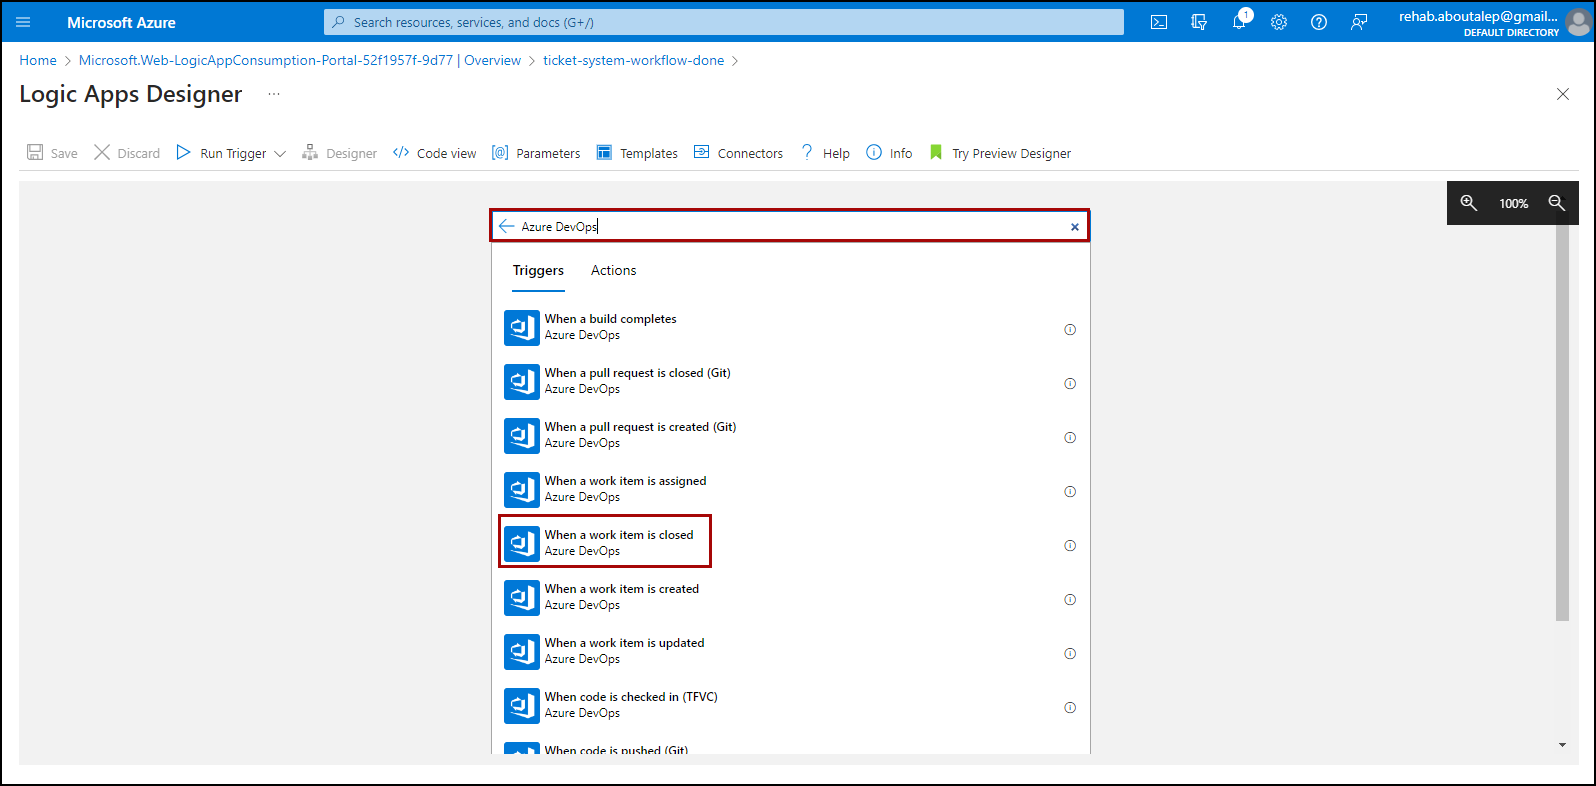 Microsoft Azure
Search resources, services, and docs (G+/)
1
rehab.aboutalep@gmail...
DEFAULT DIRECTORY
Home > Microsoft.Web-LogicAppConsumption-Portal-52f1957f-9d77 | Overview > ticket-system-workflow-done >
Logic Apps Designer ...
Save Discard Run Trigger Designer Code view Parameters Templates Connectors Help Info Try Preview Designer
100%
Azure DevOps
Triggers Actions
When a build completes
Azure DevOps
When a pull request is closed (Git)
Azure DevOps
When a pull request is created (Git)
Azure DevOps
When a work item is assigned
Azure DevOps
When a work item is closed
Azure DevOps
When a work item is created
Azure DevOps
When a work item is updated
Azure DevOps
When code is checked in (TFVC)
Azure DevOps
When code is pushed (Git)